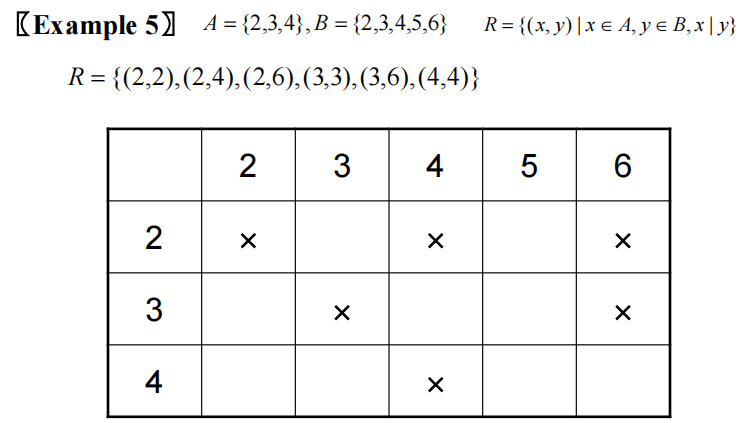 〖Example 5〗 A = {2,3,4}, B = {2,3,4,5,6} R = {(x, y) | x ∈ A, y ∈ B, x | y}
R = {(2,2),(2,4),(2,6),(3,3),(3,6),(4,4)}
2 3 4 5 6
2 × × ×
3 × ×
4 ×